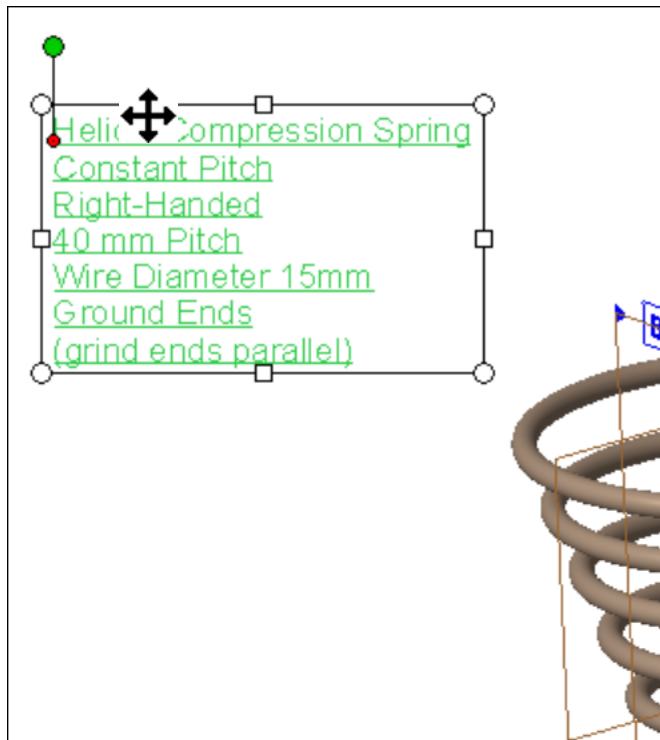 Compression Spring
Constant Pitch
Right-Handed
40 mm Pitch
Wire Diameter 15mm
Ground Ends
(grind ends parallel)